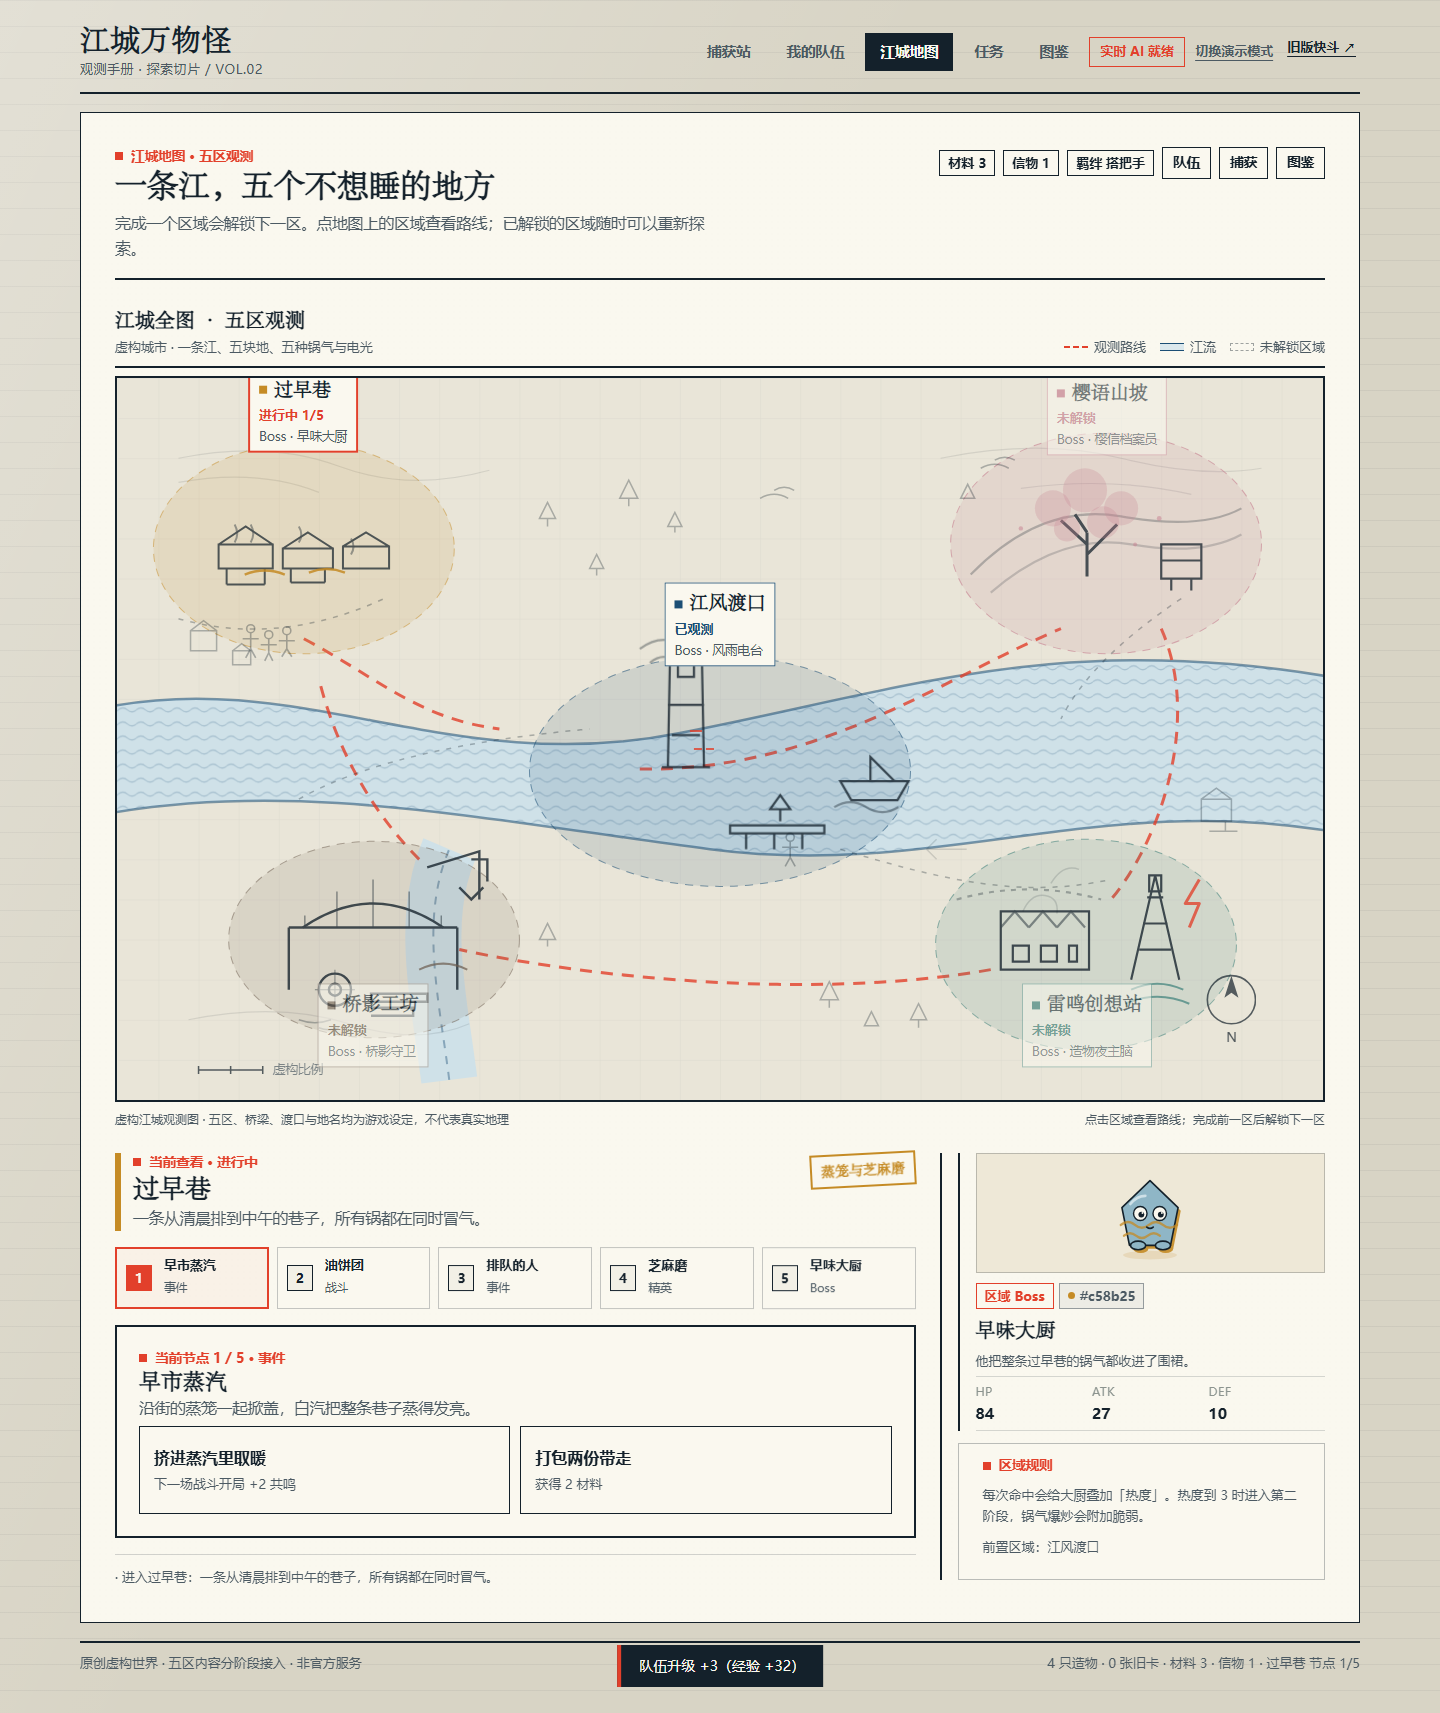 江城万物怪
观测手册 · 探索切片 / VOL.02
捕获站
我的队伍
江城地图
任务
图鉴
实时 AI 就绪
切换演示模式
旧版快斗 ↗
江城地图 • 五区观测
一条江，五个不想睡的地方
完成一个区域会解锁下一区。点地图上的区域查看路线；已解锁的区域随时可以重新探
索。
材料 3
信物 1
羁绊 搭把手
队伍
捕获
图鉴
江城全图 · 五区观测
虚构城市 · 一条江、五块地、五种锅气与电光
观测路线
江流
未解锁区域
过早巷
进行中 1/5
Boss · 早味大厨
樱语山坡
未解锁
Boss · 樱信档案员
江风渡口
已观测
Boss · 风雨电台
桥影工坊
未解锁
Boss · 桥影守卫
雷鸣创想站
未解锁
Boss · 造物夜主脑
N
虚构比例
虚构江城观测图 · 五区、桥梁、渡口与地名均为游戏设定，不代表真实地理
点击区域查看路线；完成前一区后解锁下一区
当前查看 • 进行中
过早巷
一条从清晨排到中午的巷子，所有锅都在同时冒气。
蒸笼与芝麻磨
1
早市蒸汽
事件
2
油饼团
战斗
3
排队的人
事件
4
芝麻磨
精英
5
早味大厨
Boss
当前节点 1 / 5 • 事件
早市蒸汽
沿街的蒸笼一起掀盖，白汽把整条巷子蒸得发亮。
挤进蒸汽里取暖
下一场战斗开局 +2 共鸣
打包两份带走
获得 2 材料
· 进入过早巷：一条从清晨排到中午的巷子，所有锅都在同时冒气。
区域 Boss
#c58b25
早味大厨
他把整条过早巷的锅气都收进了围裙。
HP
84
ATK
27
DEF
10
区域规则
每次命中会给大厨叠加「热度」。热度到 3 时进入第二
阶段，锅气爆炒会附加脆弱。
前置区域：江风渡口
原创虚构世界 · 五区内容分阶段接入 · 非官方服务
队伍升级 +3（经验 +32）
4 只造物 · 0 张旧卡 · 材料 3 · 信物 1 · 过早巷 节点 1/5